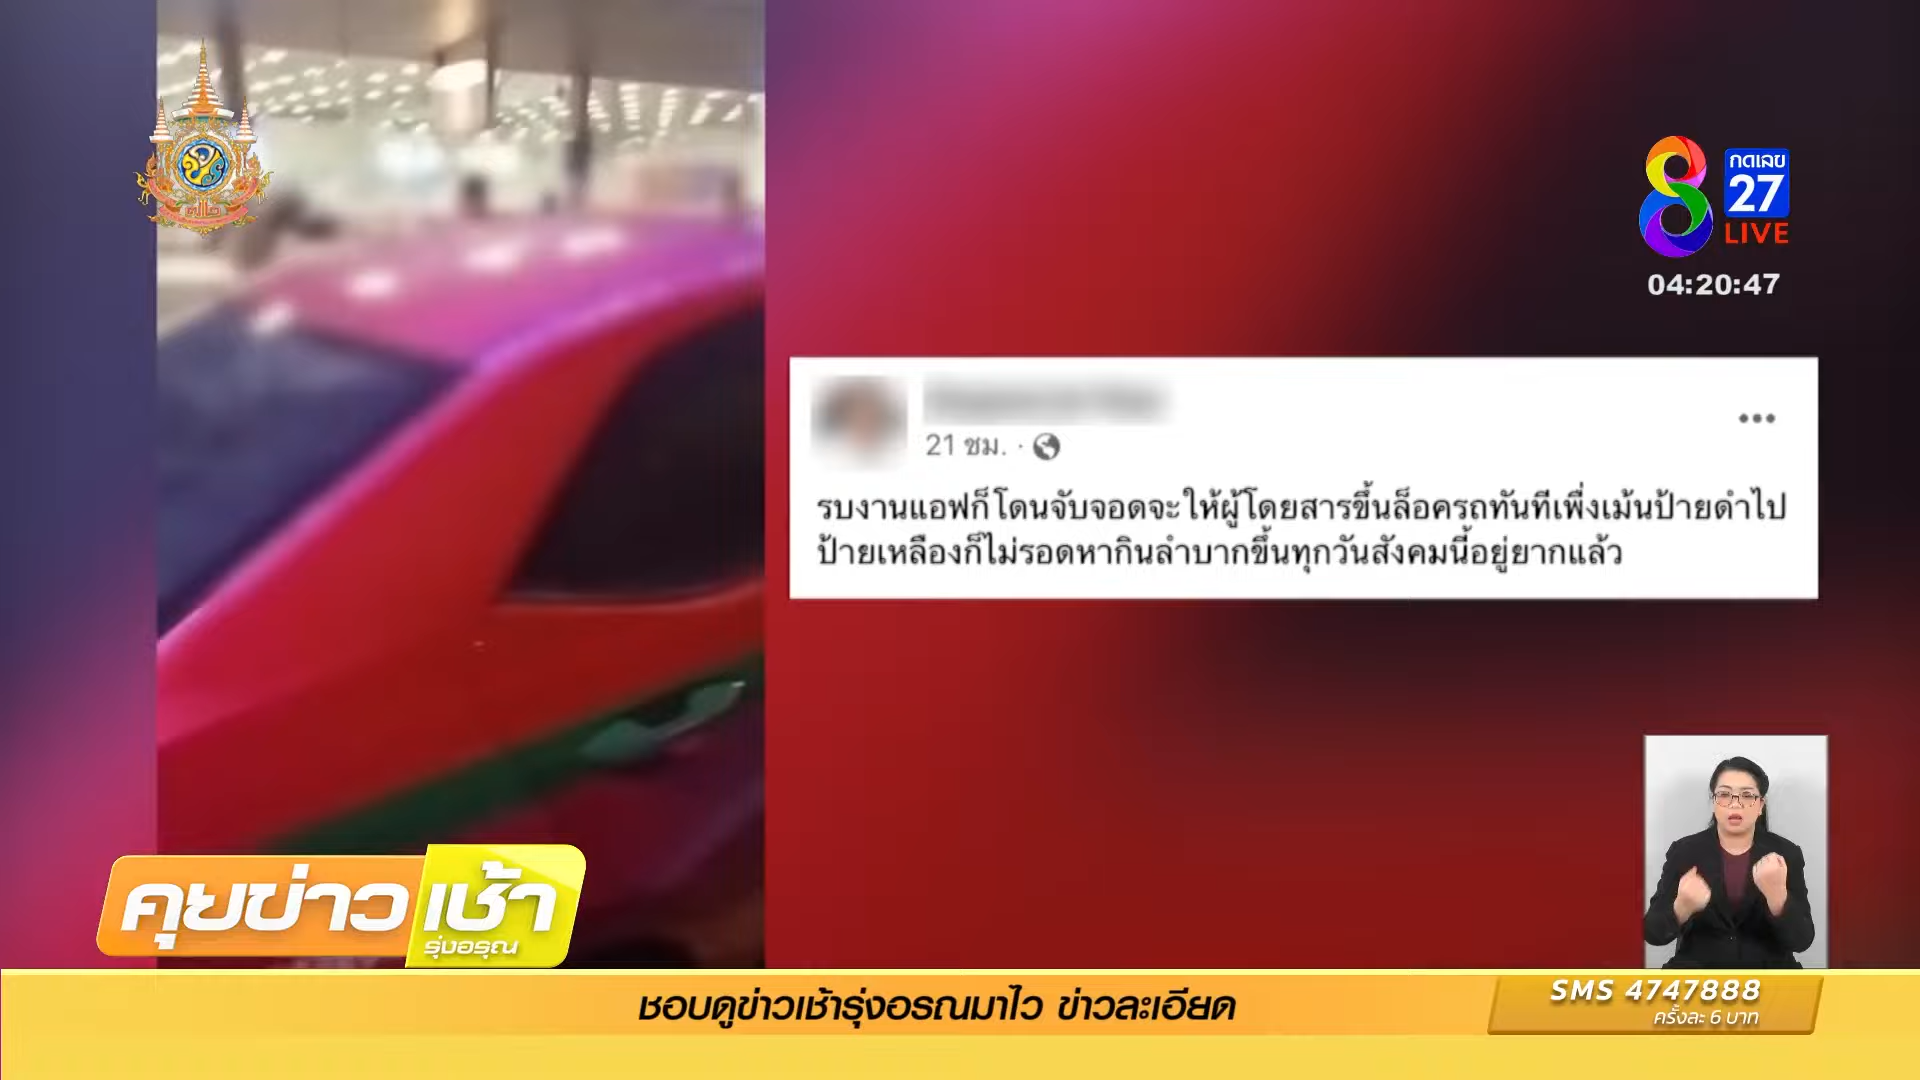 กดเลข
27
LIVE
04:20:47
21 ชม.
รบงานแอฟก็โดนจับจอดจะให้ผู้โดยสารขึ้นล็อครถทันทีเพื่งเม้นป้ายดำไป
ป้ายเหลืองก็ไม่รอดหากินลำบากขึ้นทุกวันสังคมนี้อยู่ยากแล้ว
คุยข่าวเช้า
รุ่งอรุณ
ชอบดูข่าวเช้ารุ่งอรณมาไว ข่าวละเอียด
SMS 4747888
ครั้งละ 6 บาท